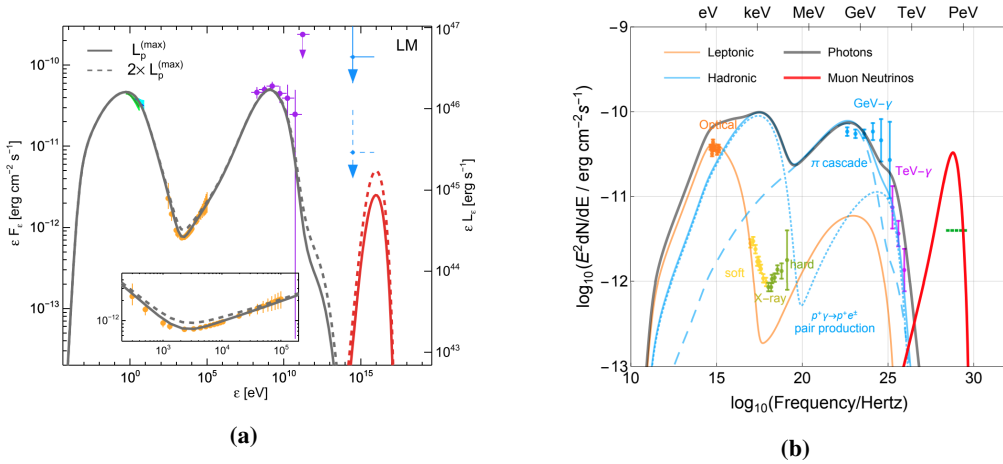 10^-10
10^-11
10^-12
10^-13
ε F_ε [erg cm^-2 s^-1]
L_p^(max)
2× L_p^(max)
LM
10^47
10^46
10^45
10^44
10^43
ε L_ε [erg s^-1]
10^-12
10^3 10^4 10^5
10^0 10^5 10^10 10^15
ε [eV]
(a)
eV keV MeV GeV TeV PeV
-9
-10
-11
-12
-13
log10(E^2dN/dE / erg cm^-2s^-1)
Leptonic
Photons
Hadronic
Muon Neutrinos
GeV-γ
Optical
π cascade
TeV-γ
soft
hard
X-ray
p^+γ→p^+e^±
pair production
10 15 20 25 30
log10(Frequency/Hertz)
(b)